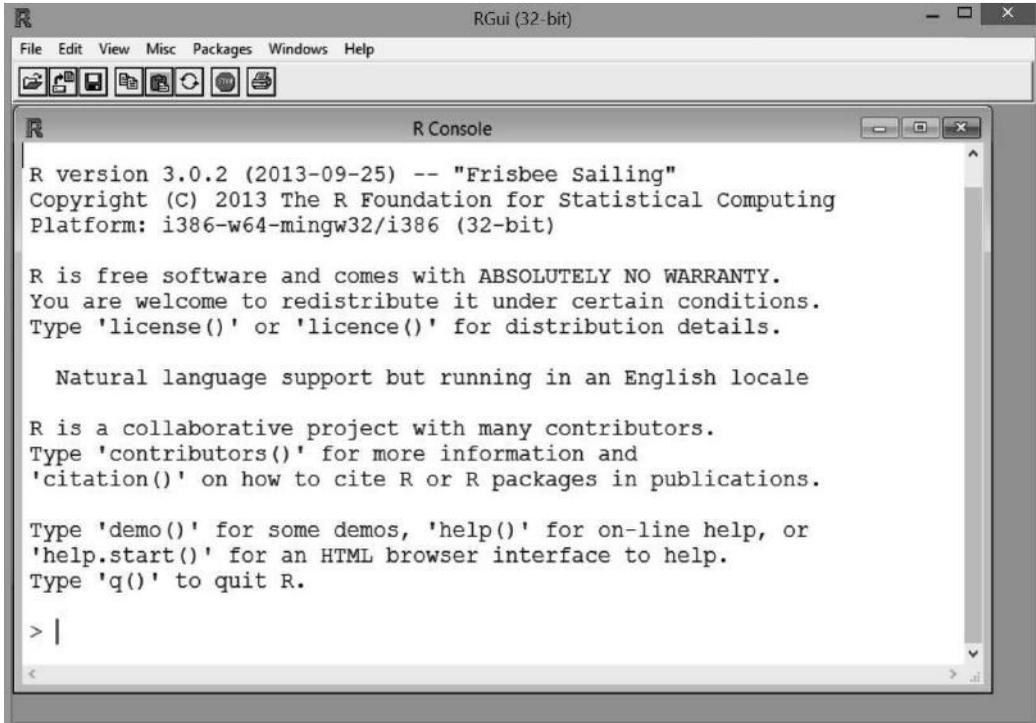 RGui (32-bit)
File Edit View Misc Packages Windows Help
STOP
R Console
R version 3.0.2 (2013-09-25) -- "Frisbee Sailing"
Copyright (C) 2013 The R Foundation for Statistical Computing
Platform: i386-w64-mingw32/i386 (32-bit)
R is free software and comes with ABSOLUTELY NO WARRANTY.
You are welcome to redistribute it under certain conditions.
Type 'license()' or 'licence()' for distribution details.
Natural language support but running in an English locale
R is a collaborative project with many contributors.
Type 'contributors()' for more information and
'citation()' on how to cite R or R packages in publications.
Type 'demo()' for some demos, 'help()' for on-line help, or
'help.start()' for an HTML browser interface to help.
Type 'q()' to quit R.
>